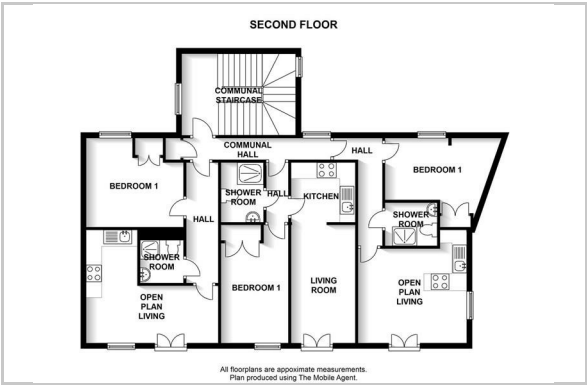 SECOND FLOOR
COMMUNAL
STAIRCASE
COMMUNAL
HALL
HALL
BEDROOM 1
BEDROOM 1
SHOWER
ROOM
HALL
KITCHEN
HALL
SHOWER
ROOM
SHOWER
ROOM
OPEN
PLAN
LIVING
BEDROOM 1
LIVING
ROOM
OPEN
PLAN
LIVING
All floorplans are appoximate measurements.
Plan produced using The Mobile Agent.